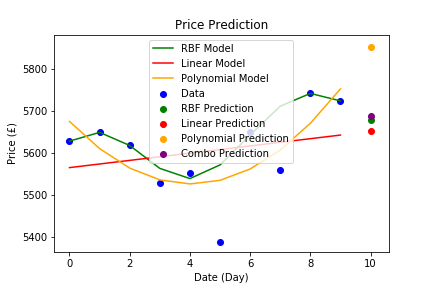 Price Prediction
RBF Model
Linear Model
Polynomial Model
Data
RBF Prediction
Linear Prediction
Polynomial Prediction
Combo Prediction
Price (£)
5800
5700
5600
5500
5400
0 2 4 6 8 10
Date (Day)